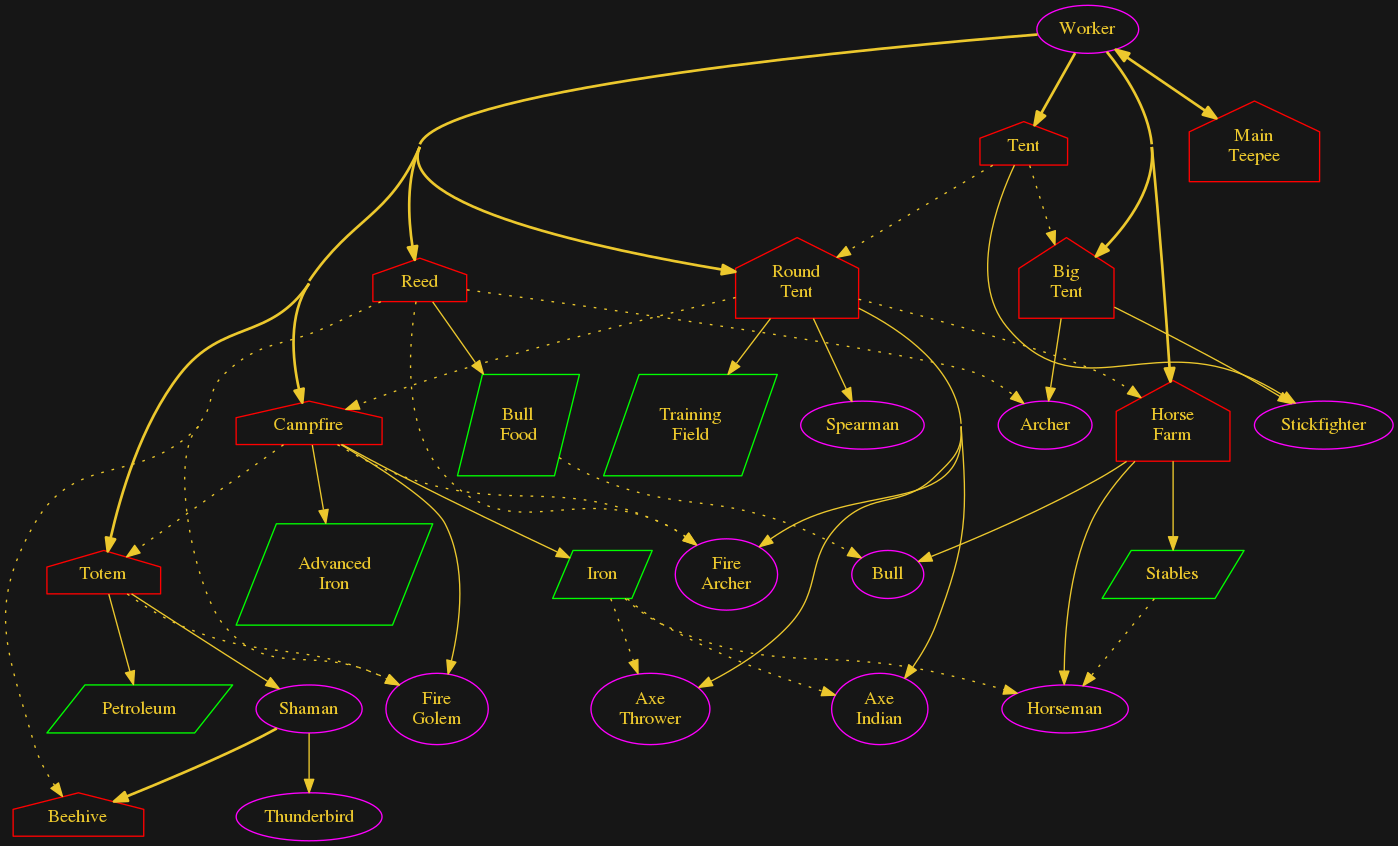 Worker
Main
Teepee
Tent
Reed
Round
Tent
Big
Tent
Campfire
Bull
Food
Training
Field
Spearman
Archer
Horse
Farm
Stickfighter
Totem
Advanced
Iron
Iron
Fire
Archer
Bull
Stables
Petroleum
Shaman
Fire
Golem
Axe
Thrower
Axe
Indian
Horseman
Beehive
Thunderbird